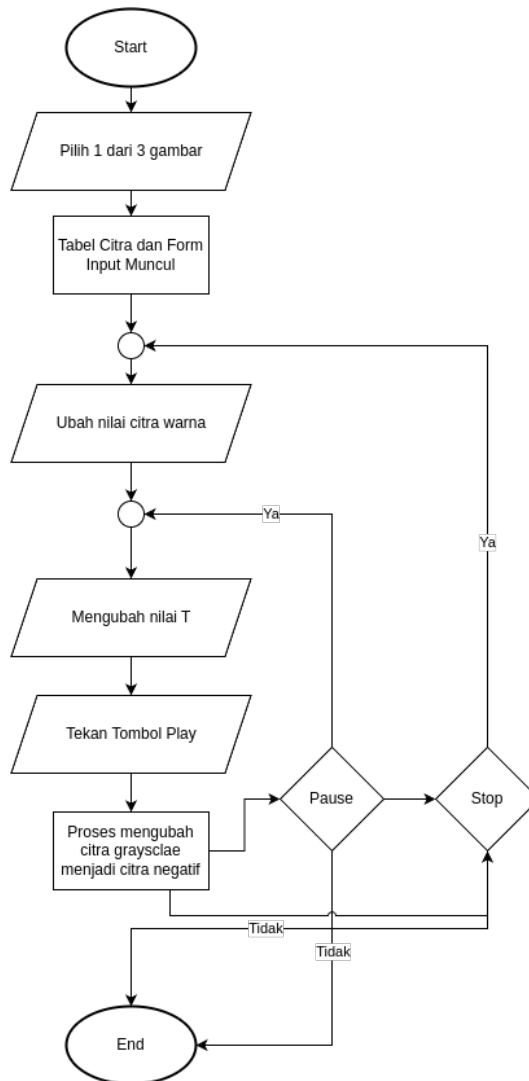 Start
Pilih 1 dari 3 gambar
Tabel Citra dan Form
Input Muncul
Ubah nilai citra warna
Ya
Ya
Mengubah nilai T
Tekan Tombol Play
Pause
Stop
Proses mengubah
citra graysclae
menjadi citra negatif
Tidak
Tidak
End